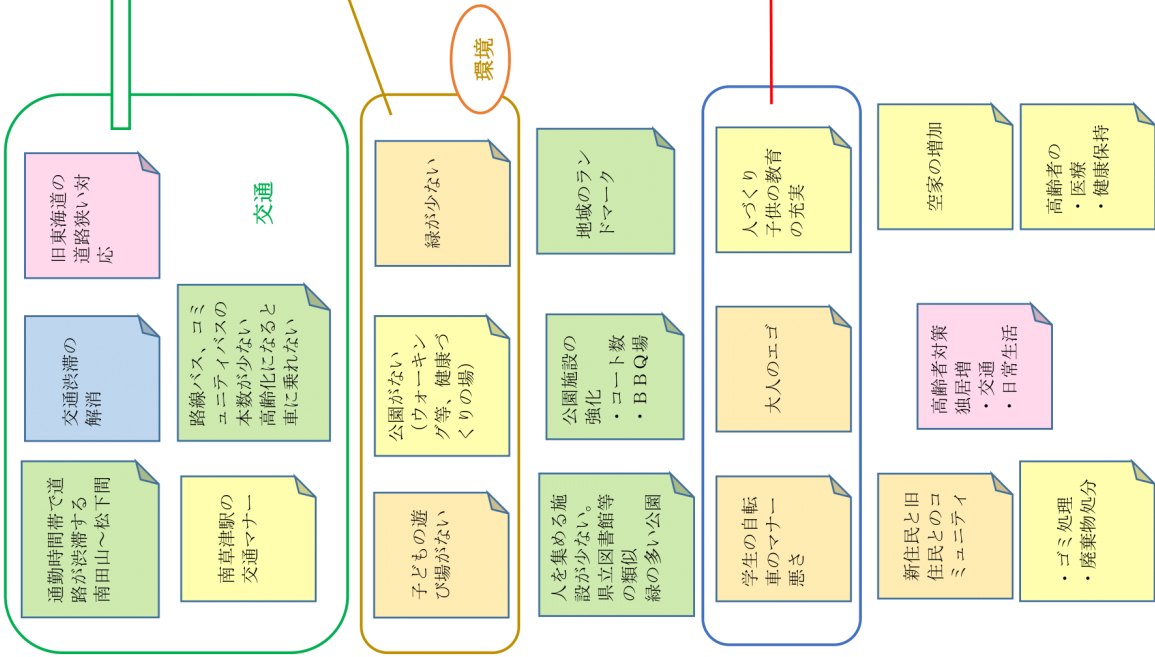 通勤時間帯で道
路が渋滞する
南田山～松下間
交通渋滞の
解消
旧東海道の
道路狭い対
応
南草津駅の
交通マナー
路線バス、コミ
ュニティバスの
本数が少ない
高齢化になると
車に乗れない
交通
子どもの遊
び場がない
公園がない
(ウォーキン
グ等、健康づ
くりの場)
緑が少ない
環境
人を集める施
設が少ない。
県立図書館等
の類似
緑の多い公園
公園施設の
強化
・コート数
・ＢＢＱ場
地域のラン
ドマーク
学生の自転
車のマナー
悪さ
大人のエゴ
人づくり
子供の教育
の充実
新住民と旧
住民とのコ
ミュニティ
高齢者対策
独居増
・交通
・日常生活
空家の増加
・ゴミ処理
・廃棄物処分
高齢者の
・医療
・健康保持